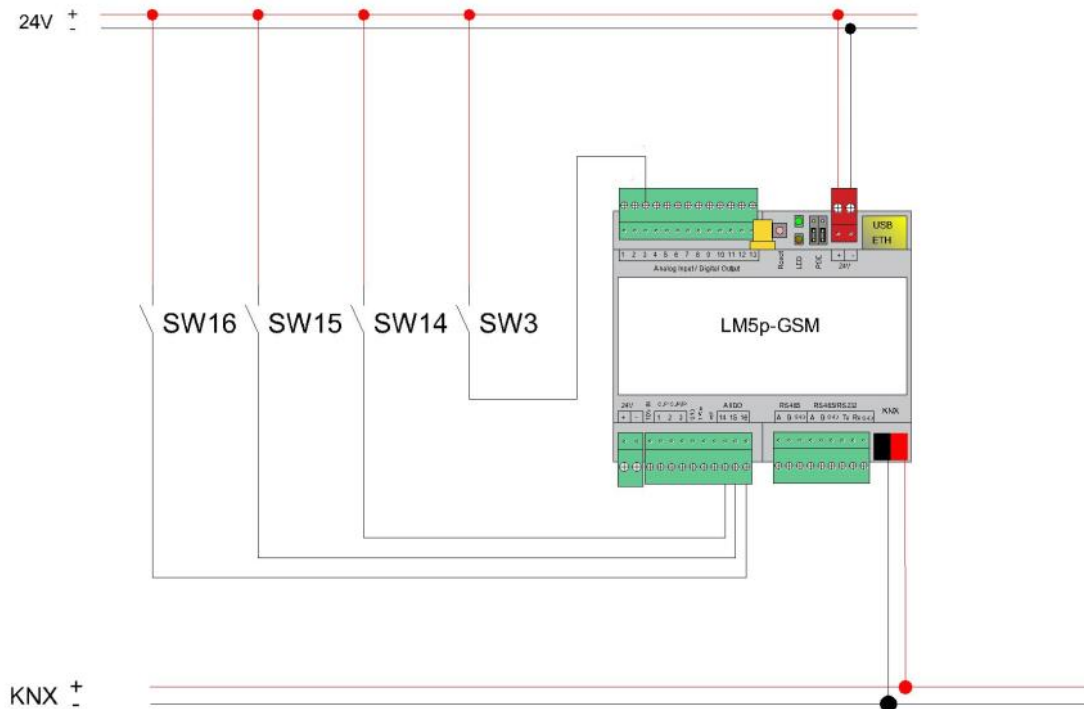 24V + -
USB
ETH
Reset
LED
+ -
24V
1 2 3 4 5 6 7 8 9 10 11 12 13
Analog Input / Digital Output
SW16 SW15 SW14 SW3
LM5p-GSM
24V
+ -
1 2 3
AI/DO
14 15 16
RS485 RS485/RS232
A B A B Tx Rx
KNX
KNX + -